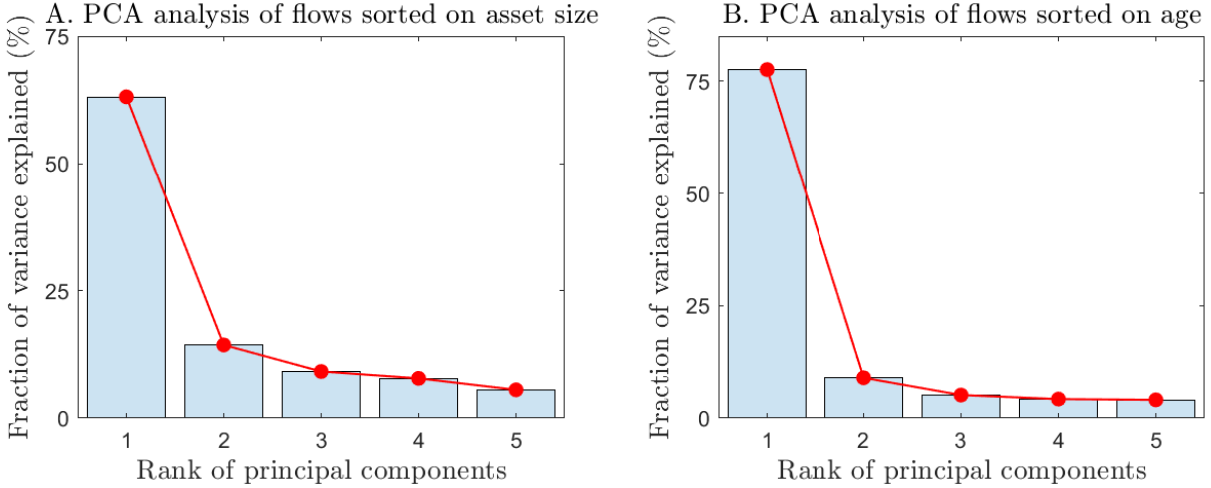 A. PCA analysis of flows sorted on asset size
Fraction of variance explained (%)
75
50
25
0
1 2 3 4 5
Rank of principal components
B. PCA analysis of flows sorted on age
Fraction of variance explained (%)
75
50
25
0
1 2 3 4 5
Rank of principal components